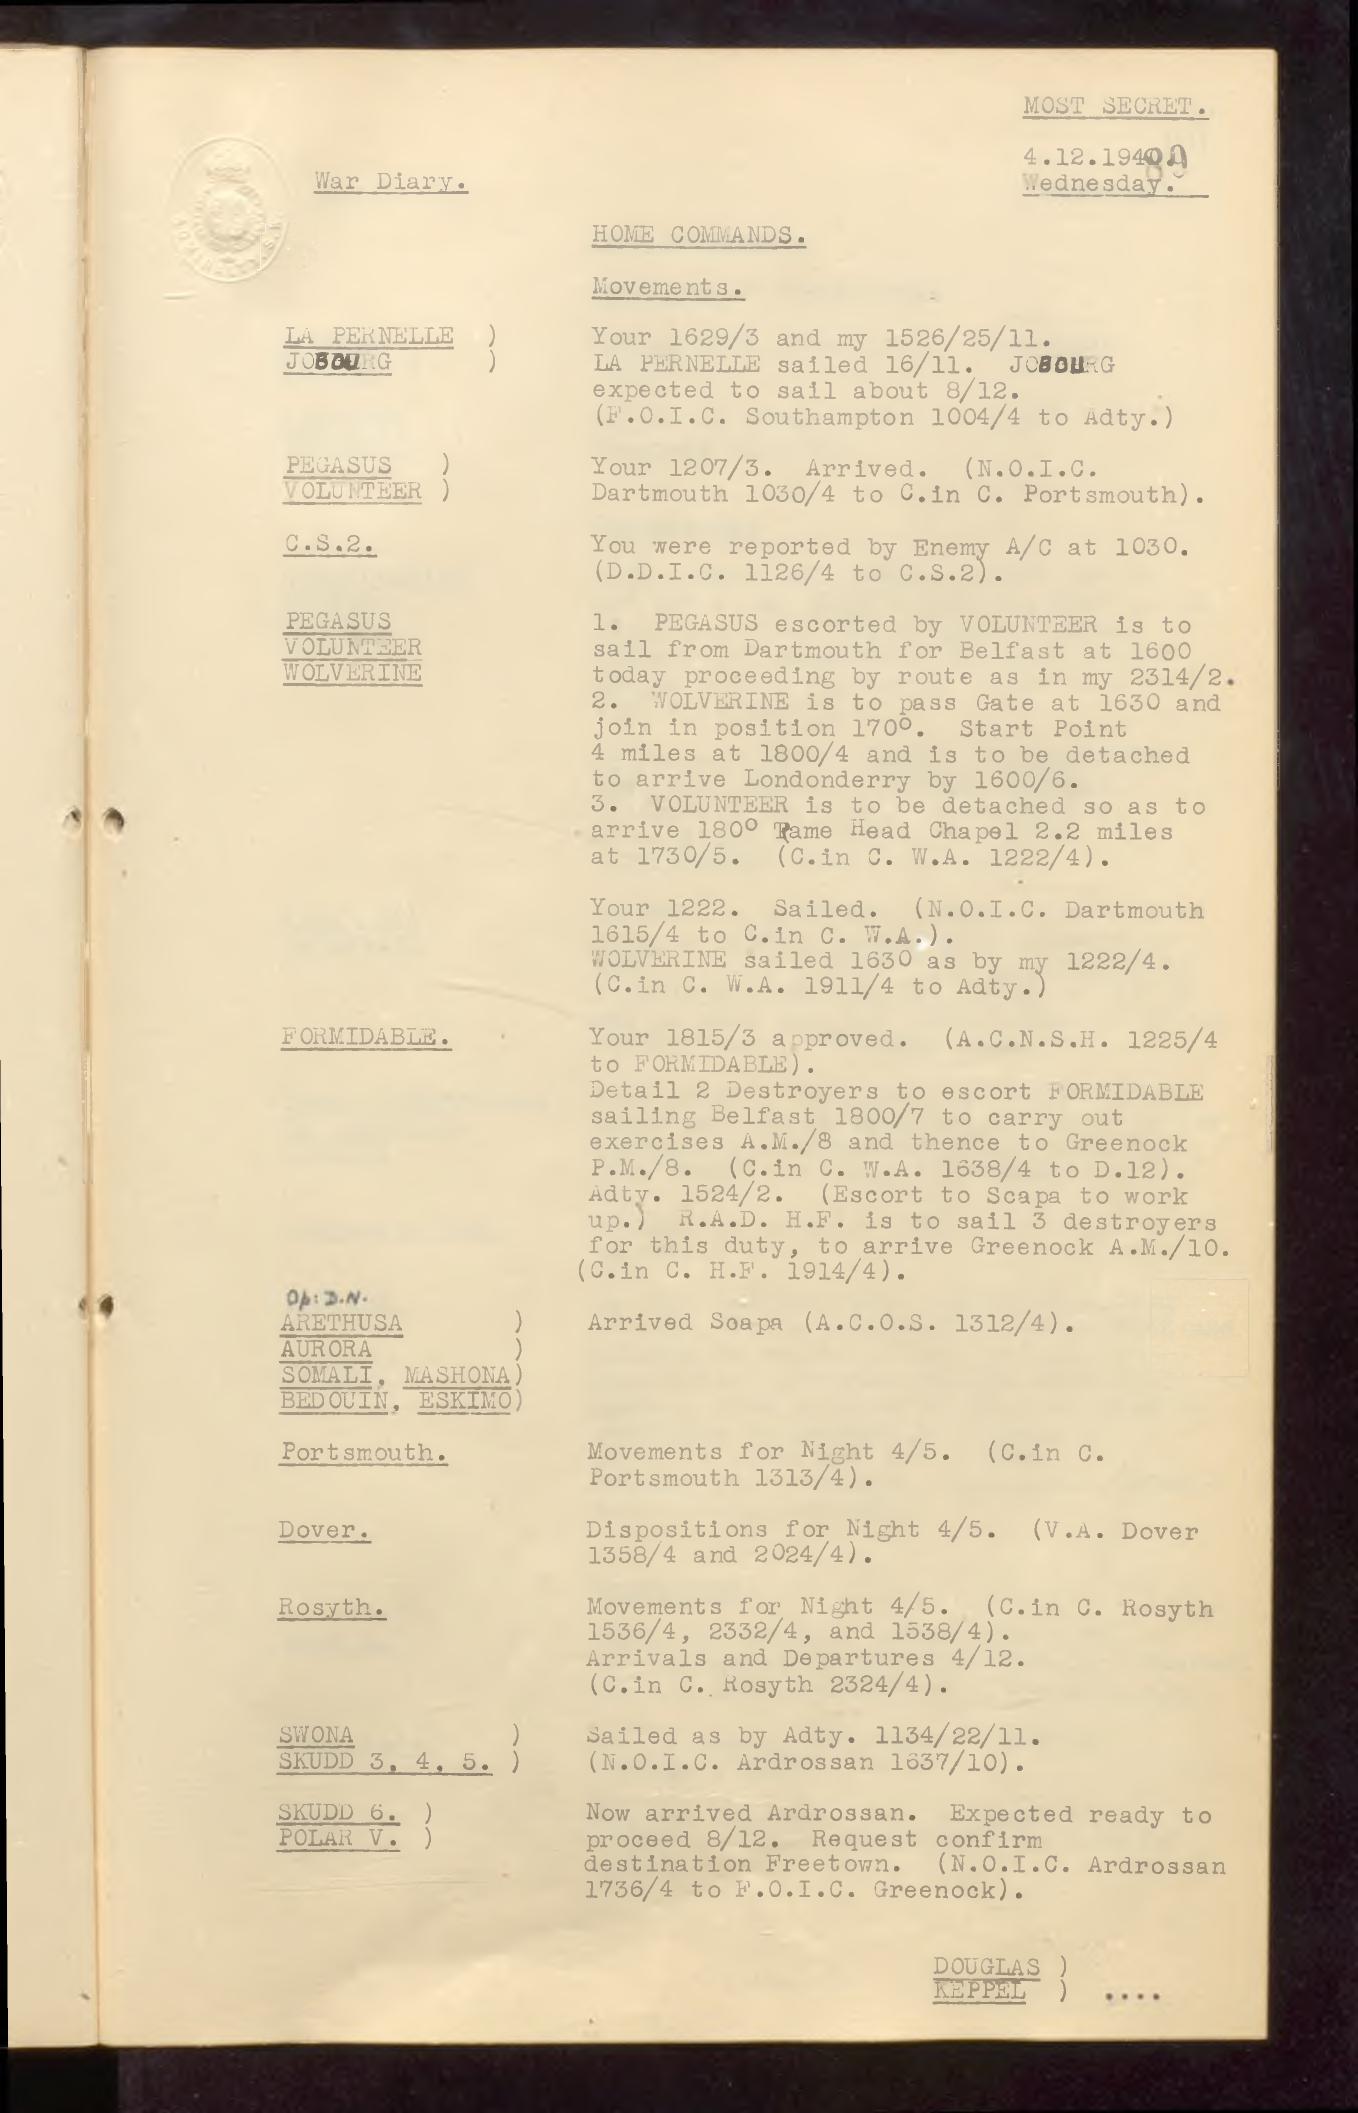 MOST SECRET.
4.12.1940.
89
War Diary.
Wednesday.
HOME COMMANDS.
Movements.
LA PERNELLE )
JOBOURG )
Your 1629/3 and my 1526/25/11.
LA PERNELLE sailed 16/11. JOBOURG
expected to sail about 8/12.
(F.O.I.C. Southampton 1004/4 to Adty.)
PEGASUS )
VOLUNTEER )
Your 1207/3. Arrived. (N.O.I.C.
Dartmouth 1030/4 to C.in C. Portsmouth).
C.S.2.
You were reported by Enemy A/C at 1030.
(D.D.I.C. 1126/4 to C.S.2).
PEGASUS
VOLUNTEER
WOLVERINE
1. PEGASUS escorted by VOLUNTEER is to
sail from Dartmouth for Belfast at 1600
today proceeding by route as in my 2314/2.
2. WOLVERINE is to pass Gate at 1630 and
join in position 170°. Start Point
4 miles at 1800/4 and is to be detached
to arrive Londonderry by 1600/6.
3. VOLUNTEER is to be detached so as to
arrive 180° Rame Head Chapel 2.2 miles
at 1730/5. (C.in C. W.A. 1222/4).
Your 1222. Sailed. (N.O.I.C. Dartmouth
1615/4 to C.in C. W.A.).
WOLVERINE sailed 1630 as by my 1222/4.
(C.in C. W.A. 1911/4 to Adty.)
FORMIDABLE.
Your 1815/3 approved. (A.C.N.S.H. 1225/4
to FORMIDABLE).
Detail 2 Destroyers to escort FORMIDABLE
sailing Belfast 1800/7 to carry out
exercises A.M./8 and thence to Greenock
P.M./8. (C.in C. W.A. 1638/4 to D.12).
Adty. 1524/2. (Escort to Scapa to work
up.) R.A.D. H.F. is to sail 3 destroyers
for this duty, to arrive Greenock A.M./10.
(C.in C. H.F. 1914/4).
Op: D.N.
ARETHUSA )
AURORA )
SOMALI, MASHONA)
BEDOUIN, ESKIMO)
Arrived Scapa (A.C.O.S. 1312/4).
Portsmouth.
Movements for Night 4/5. (C.in C.
Portsmouth 1313/4).
Dover.
Dispositions for Night 4/5. (V.A. Dover
1358/4 and 2024/4).
Rosyth.
Movements for Night 4/5. (C.in C. Rosyth
1536/4, 2332/4, and 1538/4).
Arrivals and Departures 4/12.
(C.in C. Rosyth 2324/4).
SWONA )
SKUDD 3, 4, 5. )
Sailed as by Adty. 1134/22/11.
(N.O.I.C. Ardrossan 1637/10).
SKUDD 6. )
POLAR V. )
Now arrived Ardrossan. Expected ready to
proceed 8/12. Request confirm
destination Freetown. (N.O.I.C. Ardrossan
1736/4 to F.O.I.C. Greenock).
DOUGLAS )
KEPPEL ) ....